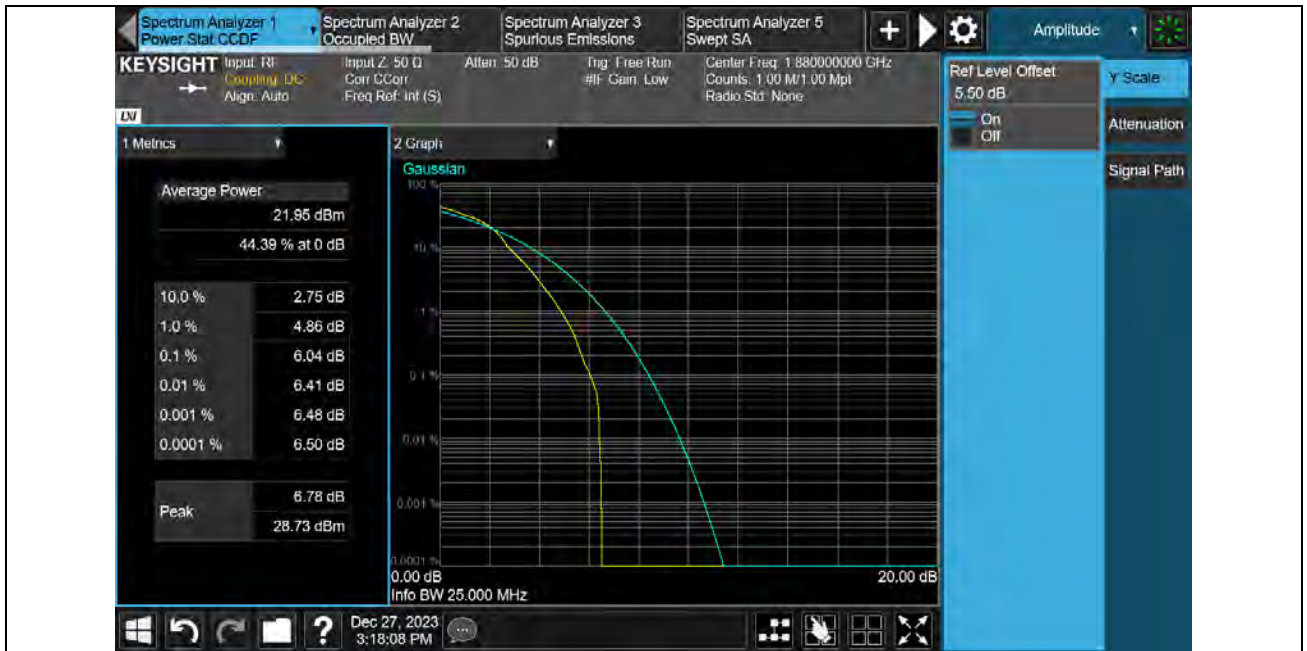 Spectrum Analyzer 1
Power Stat CCDF
Spectrum Analyzer 2
Occupied BW
Spectrum Analyzer 3
Spurious Emissions
Spectrum Analyzer 5
Swept SA
Amplitude
KEYSIGHT
Input: RF
Coupling: DC
Align: Auto
Input Z: 50 Ω
Corr CCorr
Freq Ref: Int (S)
Atten: 50 dB
Trig: Free Run
#IF Gain: Low
Center Freq: 1.880000000 GHz
Counts: 1.00 M/1.00 Mpt
Radio Std: None
LXI
Ref Level Offset
5.50 dB
On
Off
Y Scale
Attenuation
Signal Path
1 Metrics
Average Power
21.95 dBm
44.39 % at 0 dB
10.0 % 2.75 dB
1.0 % 4.86 dB
0.1 % 6.04 dB
0.01 % 6.41 dB
0.001 % 6.48 dB
0.0001 % 6.50 dB
Peak
6.78 dB
28.73 dBm
2 Graph
Gaussian
100 %
10 %
1 %
0.1 %
0.01 %
0.001 %
0.0001 %
0.00 dB
20.00 dB
Info BW 25.000 MHz
?
Dec 27, 2023
3:18:08 PM